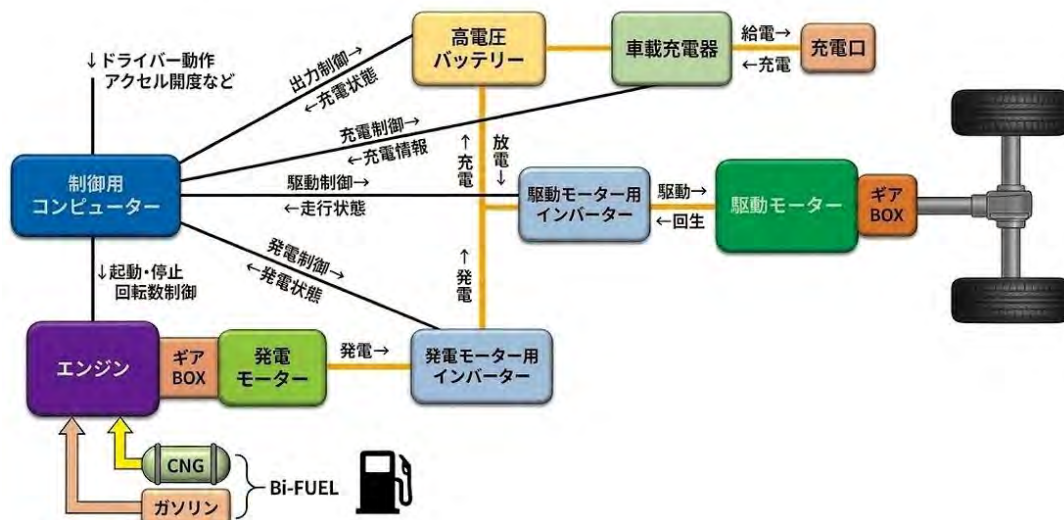 高電圧
バッテリー
車載充電器
給電→
←充電
充電口
↓ドライバー動作
アクセル開度など
出力制御→
←充電状態
充電制御→
←充電情報
↑充電
放電↓
制御用
コンピューター
駆動制御→
←走行状態
駆動モーター用
インバーター
駆動→
←回生
駆動モーター
ギア
BOX
発電制御→
←発電状態
↑発電
↓起動・停止
回転数制御
エンジン
ギア
BOX
発電
モーター
発電→
発電モーター用
インバーター
CNG
ガソリン
Bi-FUEL